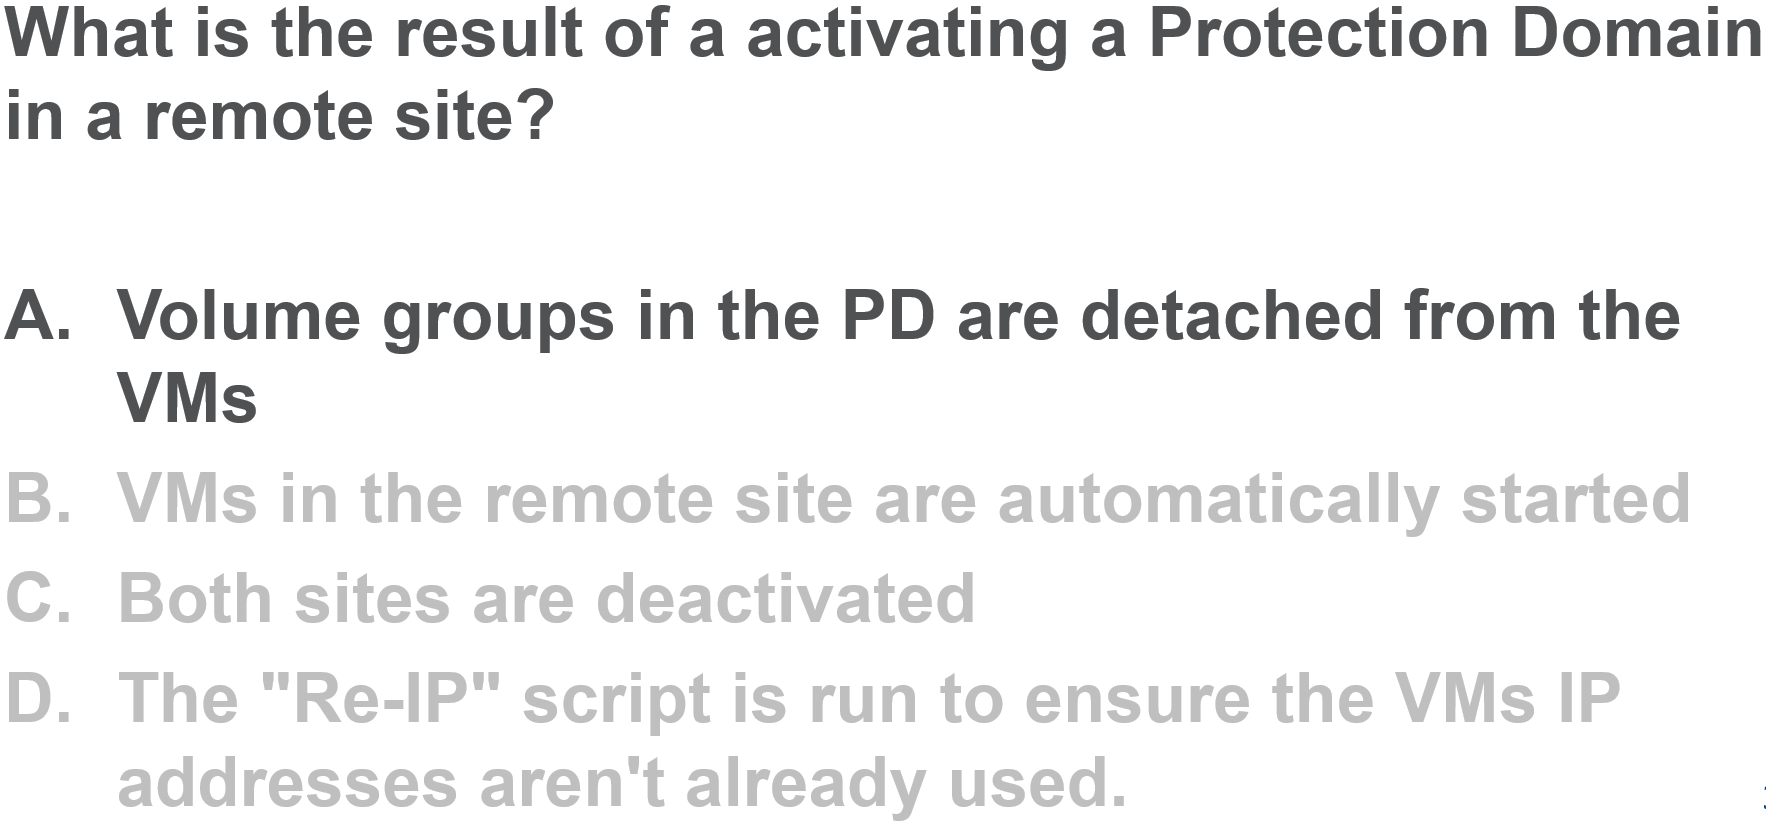 What is the result of a activating a Protection Domain
in a remote site?
A. Volume groups in the PD are detached from the
VMs
B. VMs in the remote site are automatically started
C. Both sites are deactivated
D. The "Re-IP" script is run to ensure the VMs IP
addresses aren't already used.